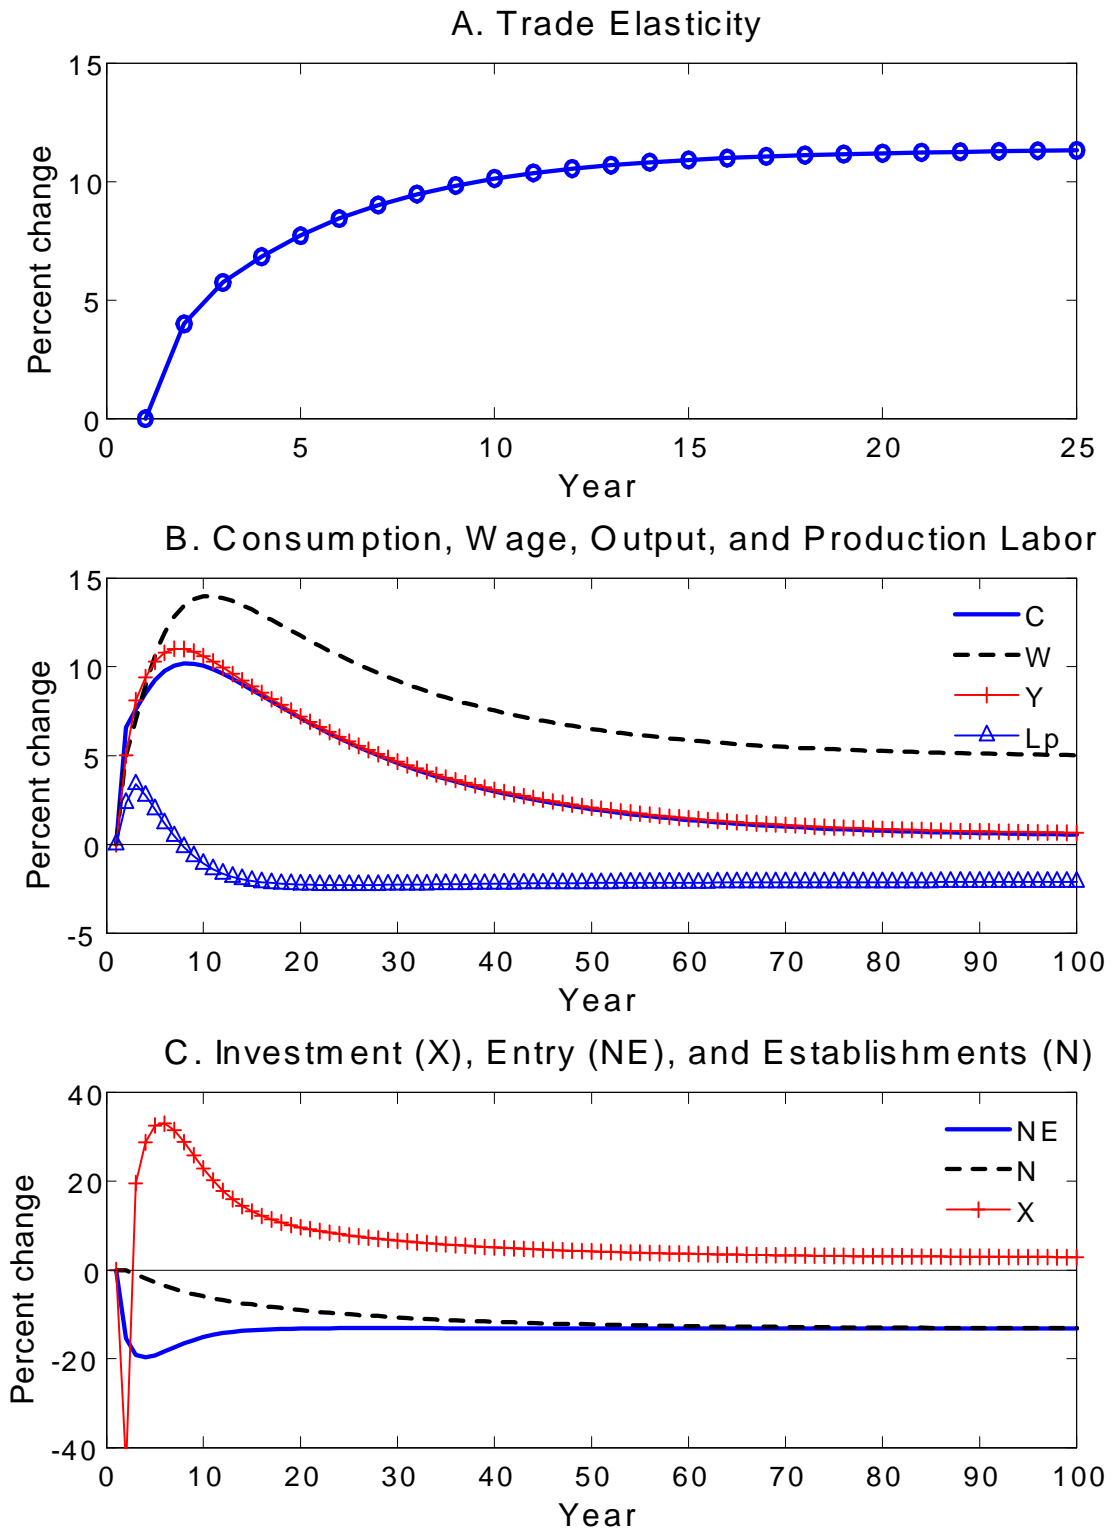 A. Trade Elasticity
15
10
5
0
Percent change
0 5 10 15 20 25
Year
B. Consumption, Wage, Output, and Production Labor
15
10
5
0
-5
Percent change
C
W
Y
Lp
0 10 20 30 40 50 60 70 80 90 100
Year
C. Investment (X), Entry (NE), and Establishments (N)
40
20
0
-20
-40
Percent change
NE
N
X
0 10 20 30 40 50 60 70 80 90 100
Year